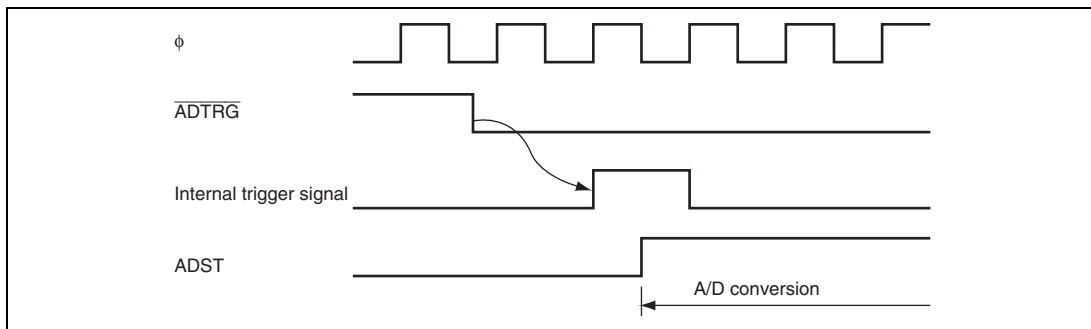 ϕ
ADTRG
Internal trigger signal
ADST
A/D conversion